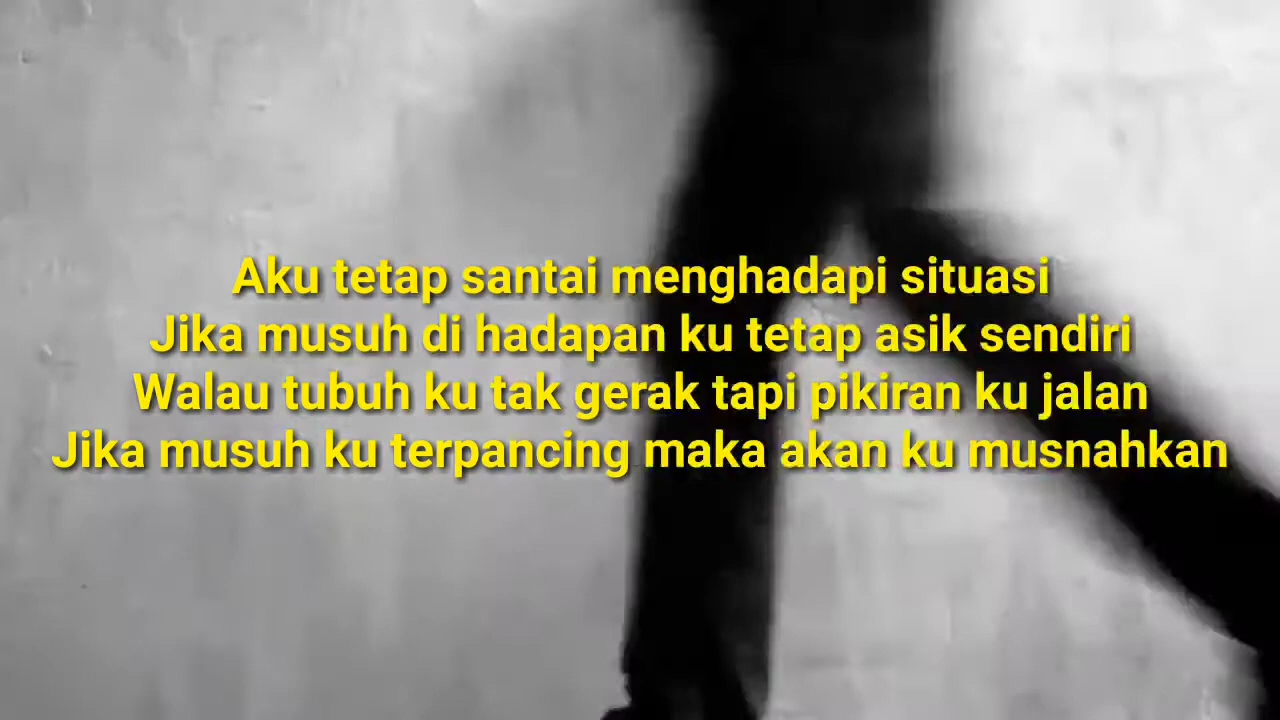 Aku tetap santai menghadapi situasi
Jika musuh di hadapan ku tetap asik sendiri
Walau tubuh ku tak gerak tapi pikiran ku jalan
Jika musuh ku terpancing maka akan ku musnahkan